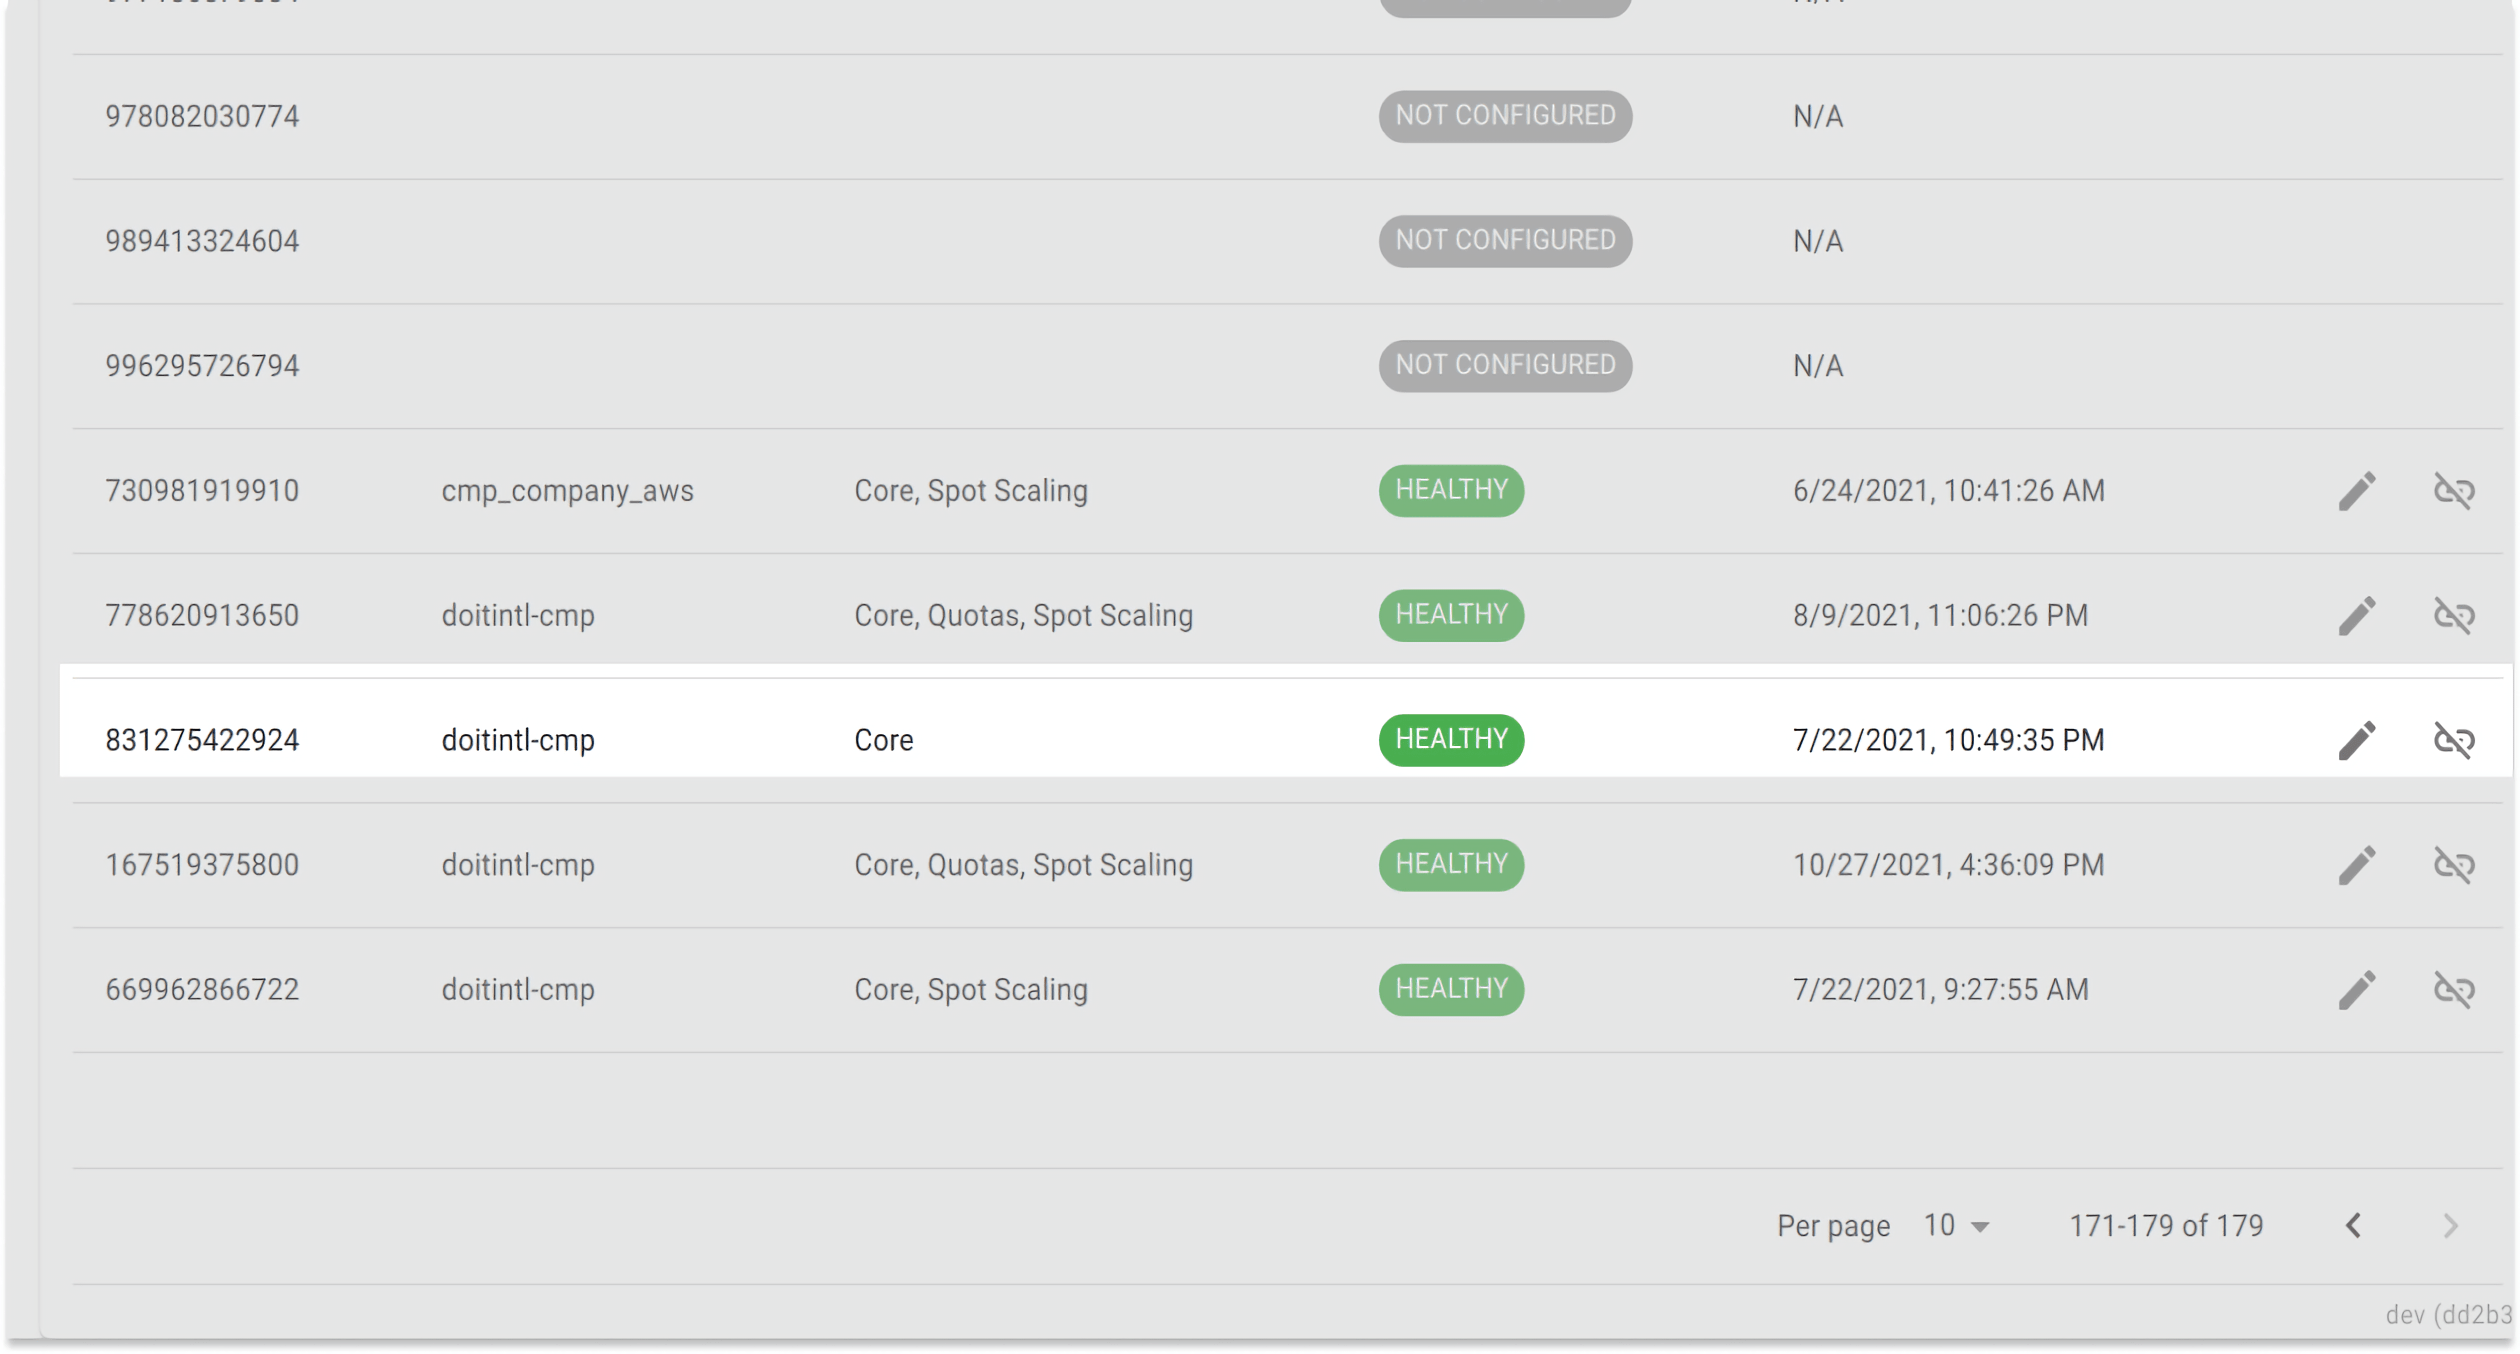 978082030774 NOT CONFIGURED N/A
989413324604 NOT CONFIGURED N/A
996295726794 NOT CONFIGURED N/A
730981919910 cmp_company_aws Core, Spot Scaling HEALTHY 6/24/2021, 10:41:26 AM
778620913650 doitintl-cmp Core, Quotas, Spot Scaling HEALTHY 8/9/2021, 11:06:26 PM
831275422924 doitintl-cmp Core HEALTHY 7/22/2021, 10:49:35 PM
167519375800 doitintl-cmp Core, Quotas, Spot Scaling HEALTHY 10/27/2021, 4:36:09 PM
669962866722 doitintl-cmp Core, Spot Scaling HEALTHY 7/22/2021, 9:27:55 AM
Per page 10 171-179 of 179
dev (dd2b3